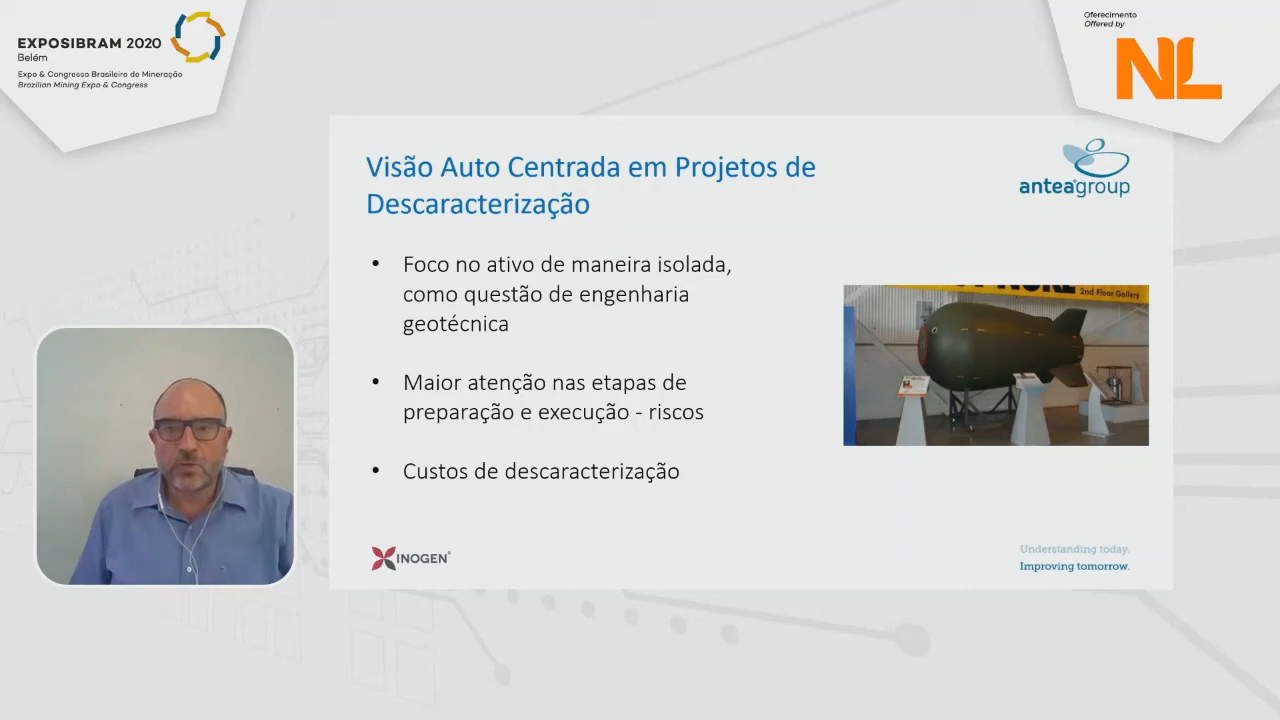 EXPOSIBRAM 2020
Belém
Expo & Congresso Brasileiro de Mineração
Brazilian Mining Expo & Congress
Oferecimento
Offered by
NL
Visão Auto Centrada em Projetos de
Descaracterização
anteagroup
• Foco no ativo de maneira isolada,
como questão de engenharia
geotécnica
• Maior atenção nas etapas de
preparação e execução - riscos
• Custos de descaracterização
2nd Floor Gallery
INOGEN®
Understanding today.
Improving tomorrow.